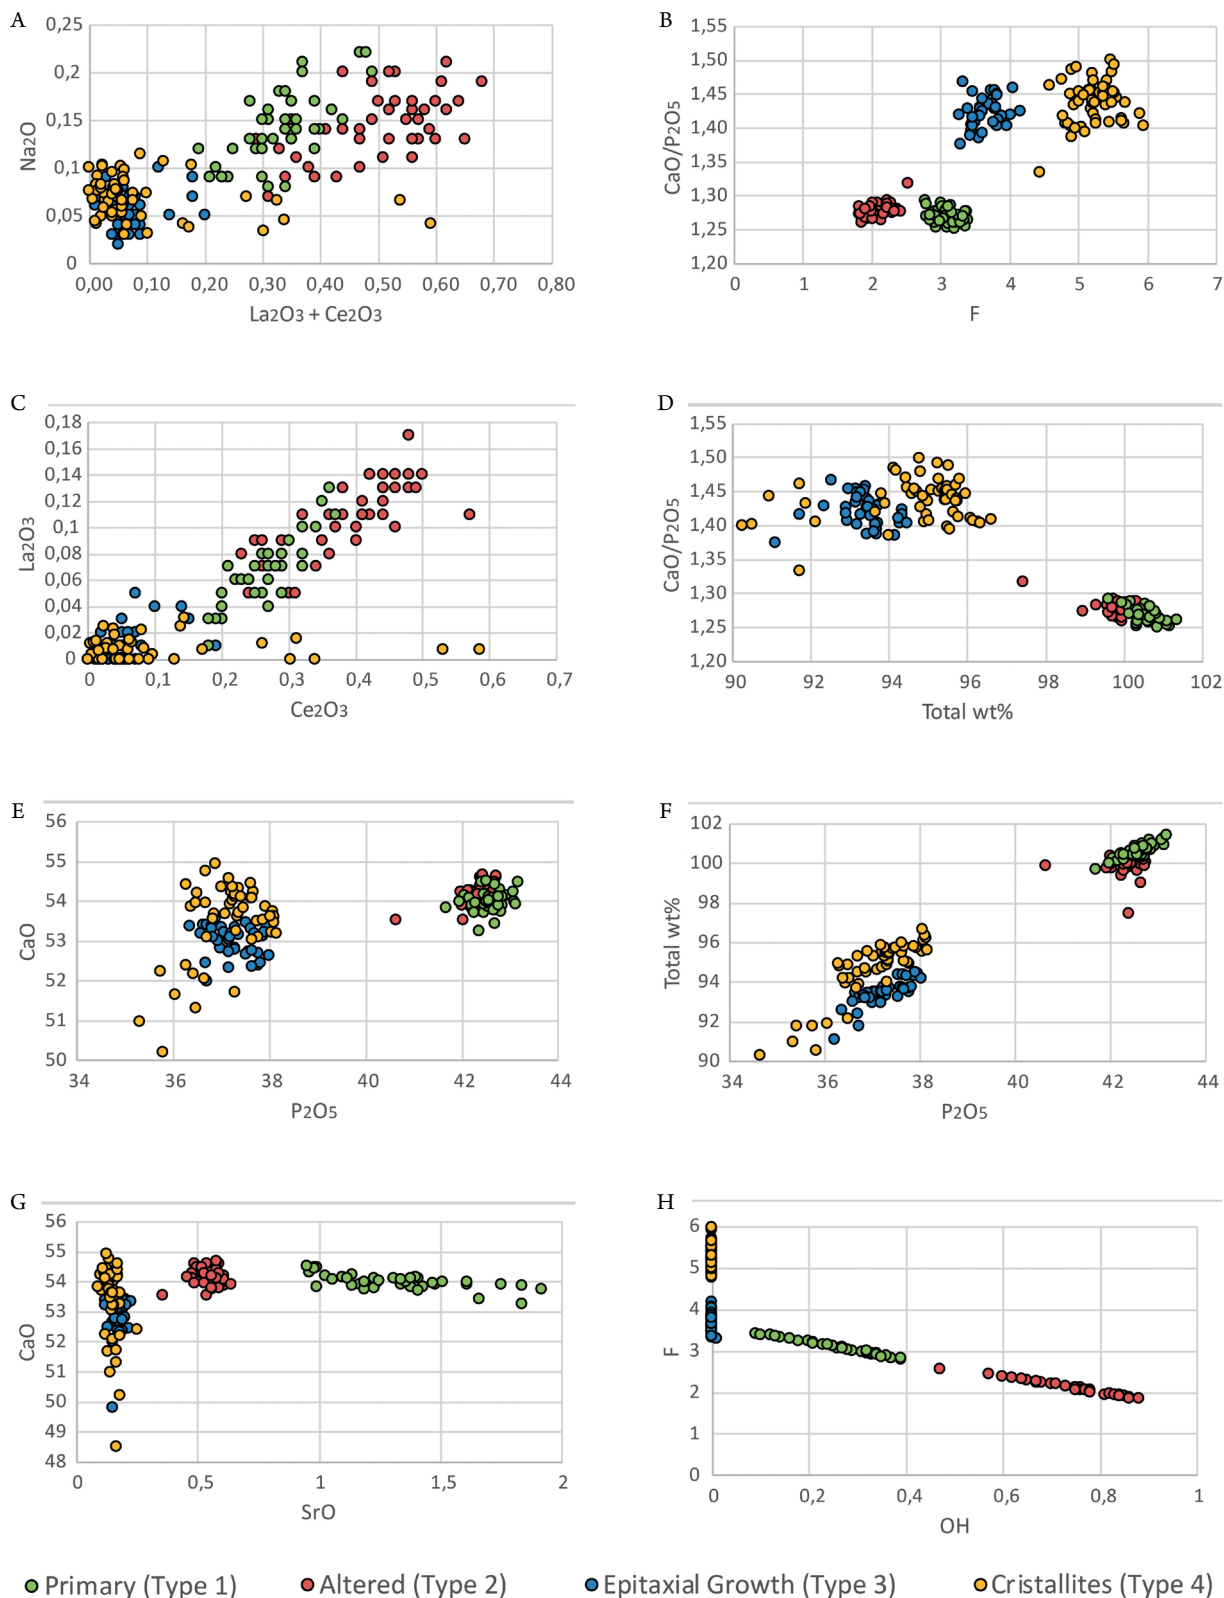 A
Na2O
0,25
0,2
0,15
0,1
0,05
0
0,00 0,10 0,20 0,30 0,40 0,50 0,60 0,70 0,80
La2O3 + Ce2O3
B
CaO/P2O5
1,55
1,50
1,45
1,40
1,35
1,30
1,25
1,20
0 1 2 3 4 5 6 7
F
C
La2O3
0,18
0,16
0,14
0,12
0,1
0,08
0,06
0,04
0,02
0
0 0,1 0,2 0,3 0,4 0,5 0,6 0,7
Ce2O3
D
CaO/P2O5
1,55
1,50
1,45
1,40
1,35
1,30
1,25
1,20
90 92 94 96 98 100 102
Total wt%
E
CaO
56
55
54
53
52
51
50
34 36 38 40 42 44
P2O5
F
Total wt%
102
100
98
96
94
92
90
34 36 38 40 42 44
P2O5
G
CaO
56
55
54
53
52
51
50
49
48
0 0,5 1 1,5 2
SrO
H
F
6
5
4
3
2
1
0
0 0,2 0,4 0,6 0,8 1
OH
Primary (Type 1) Altered (Type 2) Epitaxial Growth (Type 3) Cristallites (Type 4)